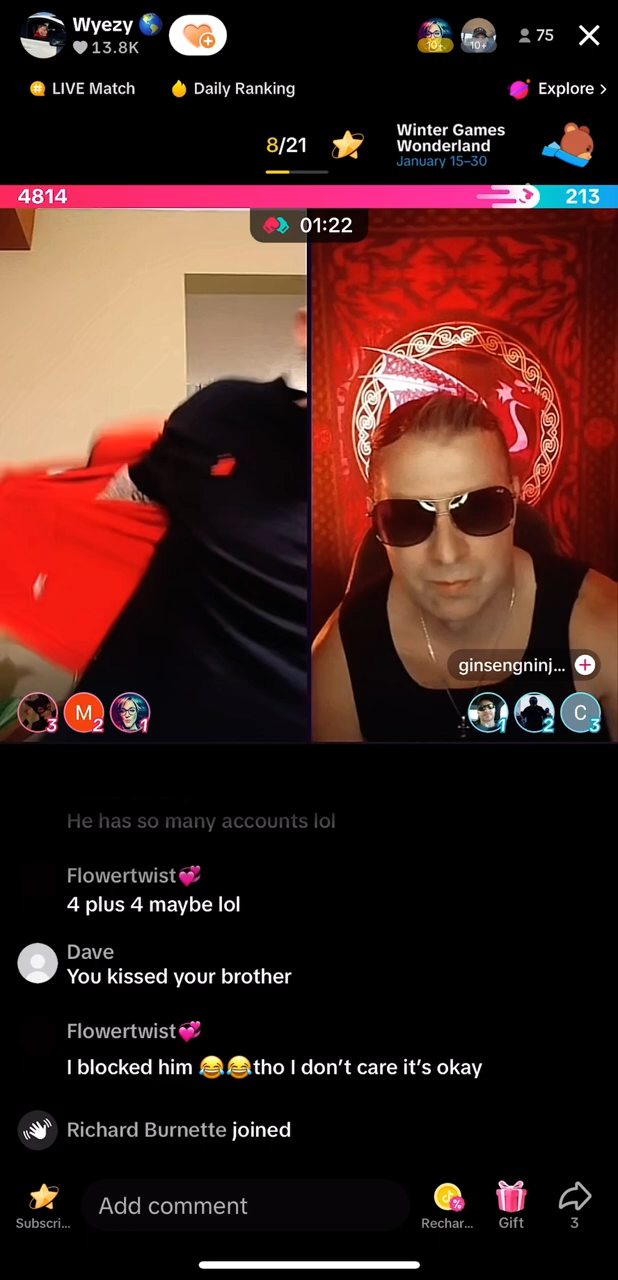 Wyezy 🌎
13.8K
10+
10+
75
LIVE Match
Daily Ranking
Explore >
8/21
Winter Games
Wonderland
January 15–30
4814
213
01:22
ginsengninj...
3
M
2
1
1
2
C
3
He has so many accounts lol
Flowertwist💞
4 plus 4 maybe lol
Dave
You kissed your brother
Flowertwist💞
I blocked him 😂😂tho I don't care it's okay
Richard Burnette joined
Add comment
Subscri...
Rechar...
Gift
3